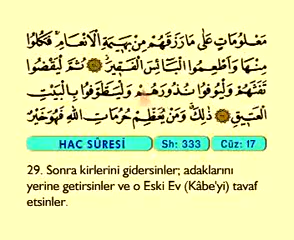 مَعْلُومَاتٍ عَلٰى مَا رَزَقَهُمْ مِنْ بَهِيمَةِ الْاَنْعَامِ فَكُلُوا
مِنْهَا وَاَطْعِمُوا الْبَائِسَ الْفَقِيرَ ثُمَّ لْيَقْضُوا
تَفَثَهُمْ وَلْيُوفُوا نُذُورَهُمْ وَلْيَطَّوَّفُوا بِالْبَيْتِ
الْعَتِيقِ ذٰلِكَ وَمَنْ يُعَظِّمْ حُرُمَاتِ اللّٰهِ فَهُوَ خَيْرٌ
HAC SÛRESİ Sh: 333 Cüz: 17
29. Sonra kirlerini gidersinler; adaklarını
yerine getirsinler ve o Eski Ev (Kâbe'yi) tavaf
etsinler.